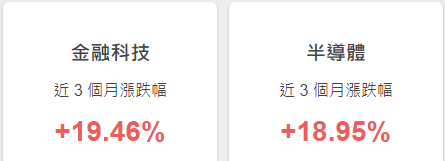 金融科技
近 3 個月漲跌幅
+19.46%
半導體
近 3 個月漲跌幅
+18.95%